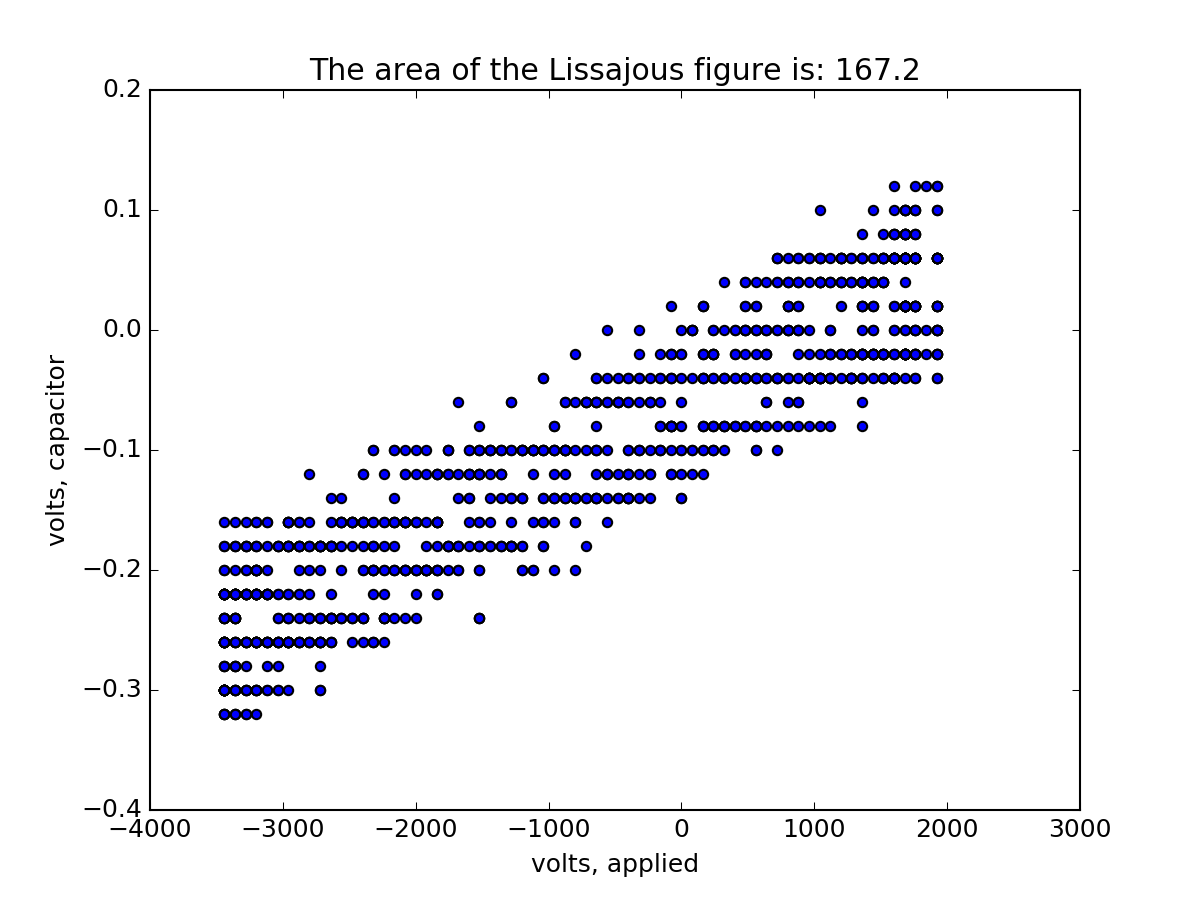 The area of the Lissajous figure is: 167.2
0.2
0.1
0.0
−0.1
−0.2
−0.3
−0.4
volts, capacitor
−4000 −3000 −2000 −1000 0 1000 2000 3000
volts, applied